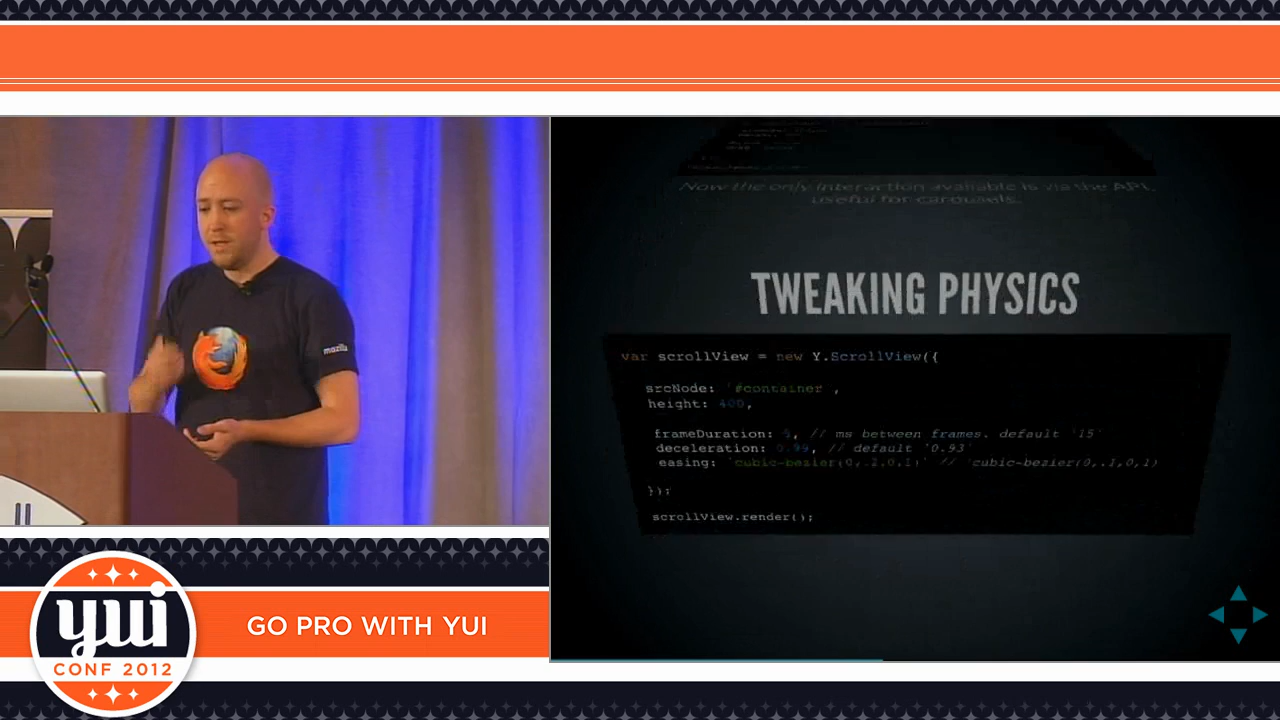 mozilla
Now the only interaction available is via the API,
useful for carousels.
TWEAKING PHYSICS
var scrollView = new Y.ScrollView({
srcNode: '#container',
height: 400,
frameDuration: 5, // ms between frames. default '15'
deceleration: 0.99, // default '0.93'
easing: 'cubic-bezier(0,.2,0,1)' // 'cubic-bezier(0,.1,0,1)
});
scrollView.render();
yui
CONF 2012
GO PRO WITH YUI